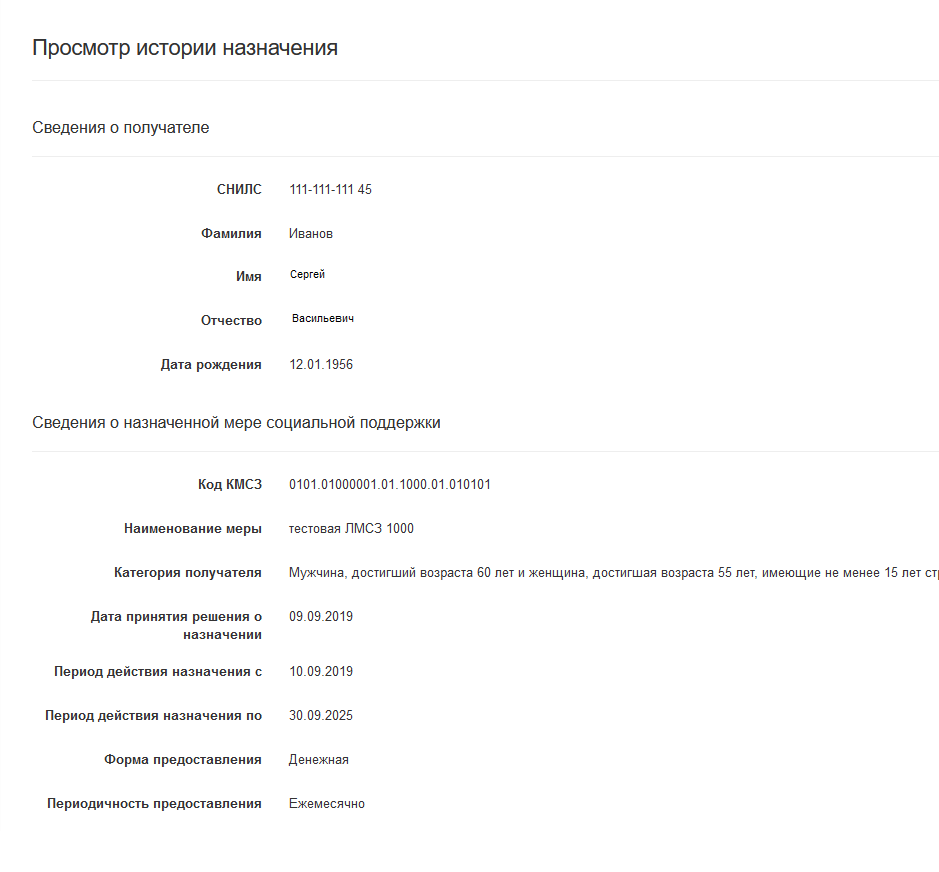 Просмотр истории назначения
Сведения о получателе
СНИЛС 111-111-111 45
Фамилия Иванов
Имя Сергей
Отчество Васильевич
Дата рождения 12.01.1956
Сведения о назначенной мере социальной поддержки
Код КМСЗ 0101.01000001.01.1000.01.010101
Наименование меры тестовая ЛМСЗ 1000
Категория получателя Мужчина, достигший возраста 60 лет и женщина, достигшая возраста 55 лет, имеющие не менее 15 лет
Дата принятия решения о 09.09.2019
назначении
Период действия назначения с 10.09.2019
Период действия назначения по 30.09.2025
Форма предоставления Денежная
Периодичность предоставления Ежемесячно